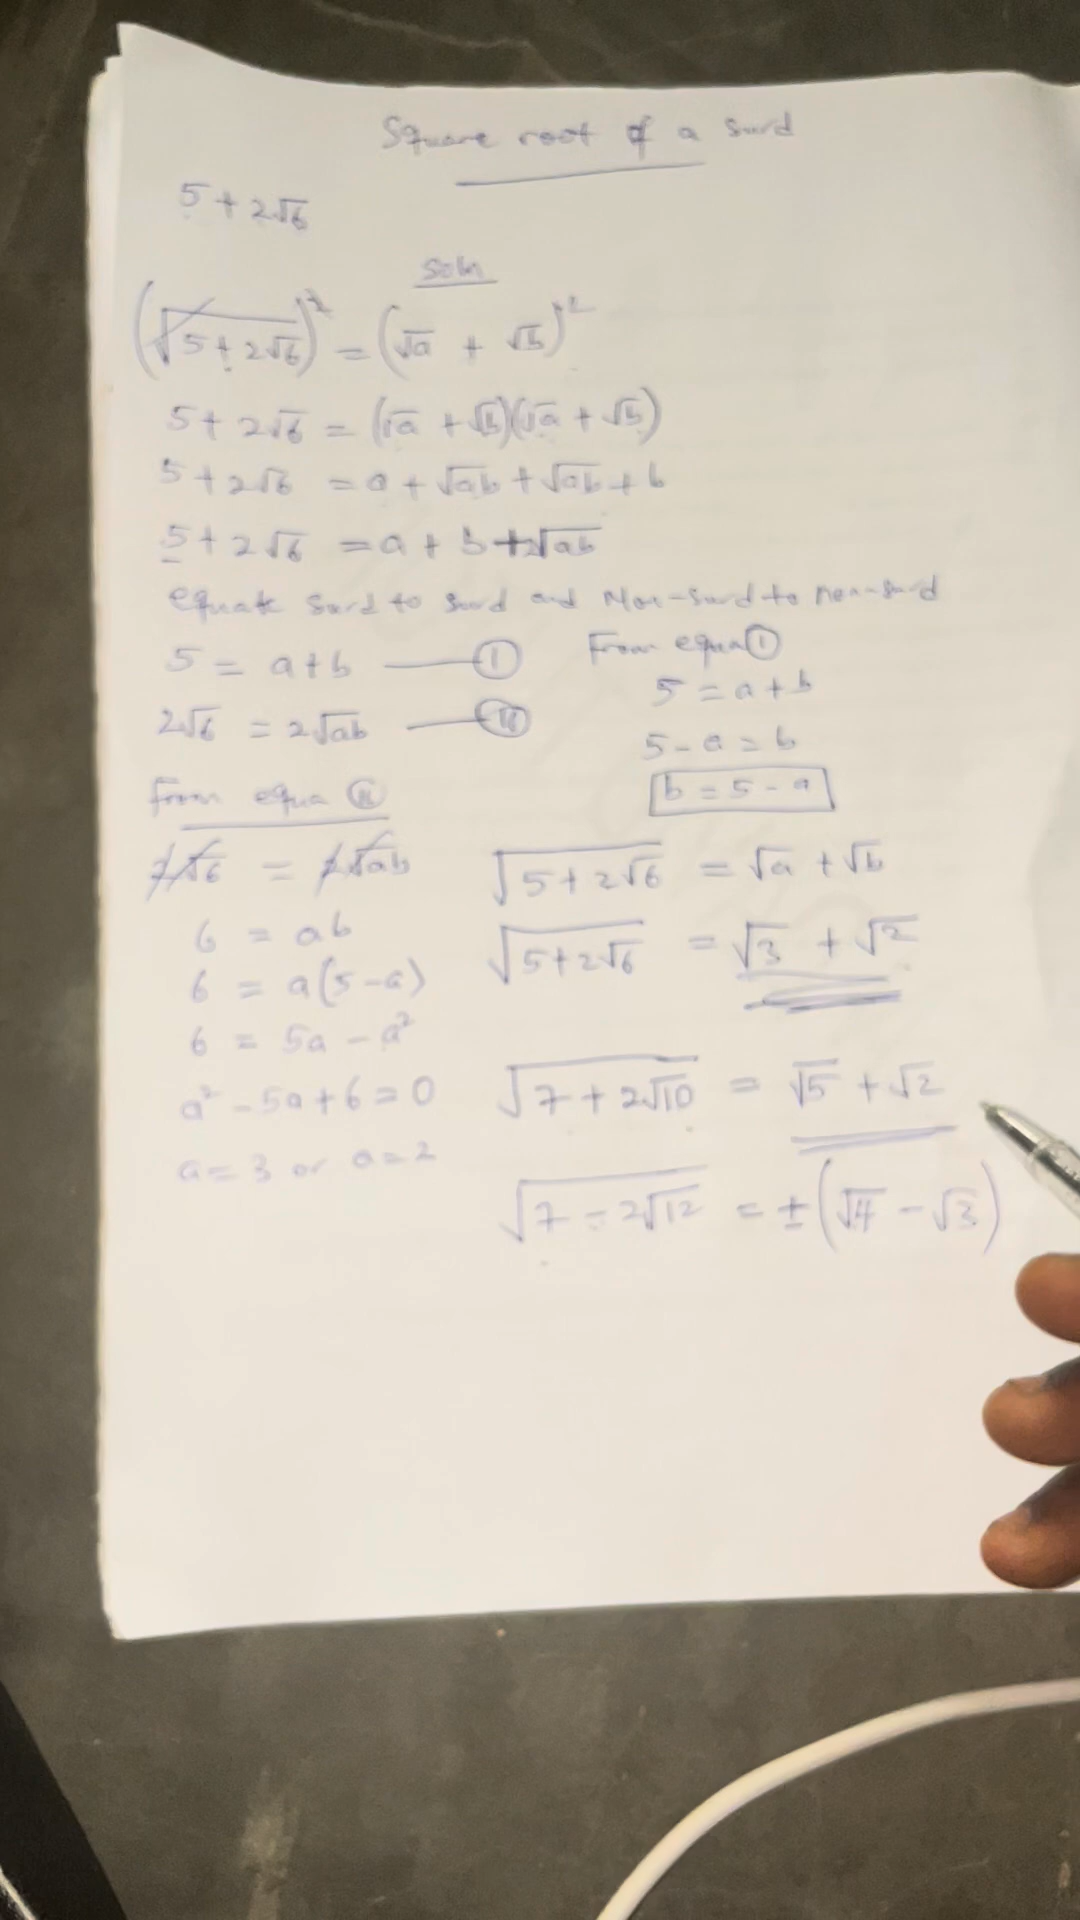 Square root of a Surd
5 + 2√6
soln
(√(5 + 2√6))² = (√a + √b)²
5 + 2√6 = (√a + √b)(√a + √b)
5 + 2√6 = a + √ab + √ab + b
5 + 2√6 = a + b + 2√ab
equate Surd to Surd and Non-Surd to non-surd
5 = a + b — (i)
2√6 = 2√ab — (ii)
From equa (i)
5 = a + b
5 - a = b
b = 5 - a
from equa (ii)
2√6 = 2√ab
6 = ab
6 = a(5 - a)
6 = 5a - a²
a² - 5a + 6 = 0
a = 3 or a = 2
√(5 + 2√6) = √a + √b
√(5 + 2√6) = √3 + √2
√(7 + 2√10) = √5 + √2
√(7 - 2√12) = ±(√4 - √3)